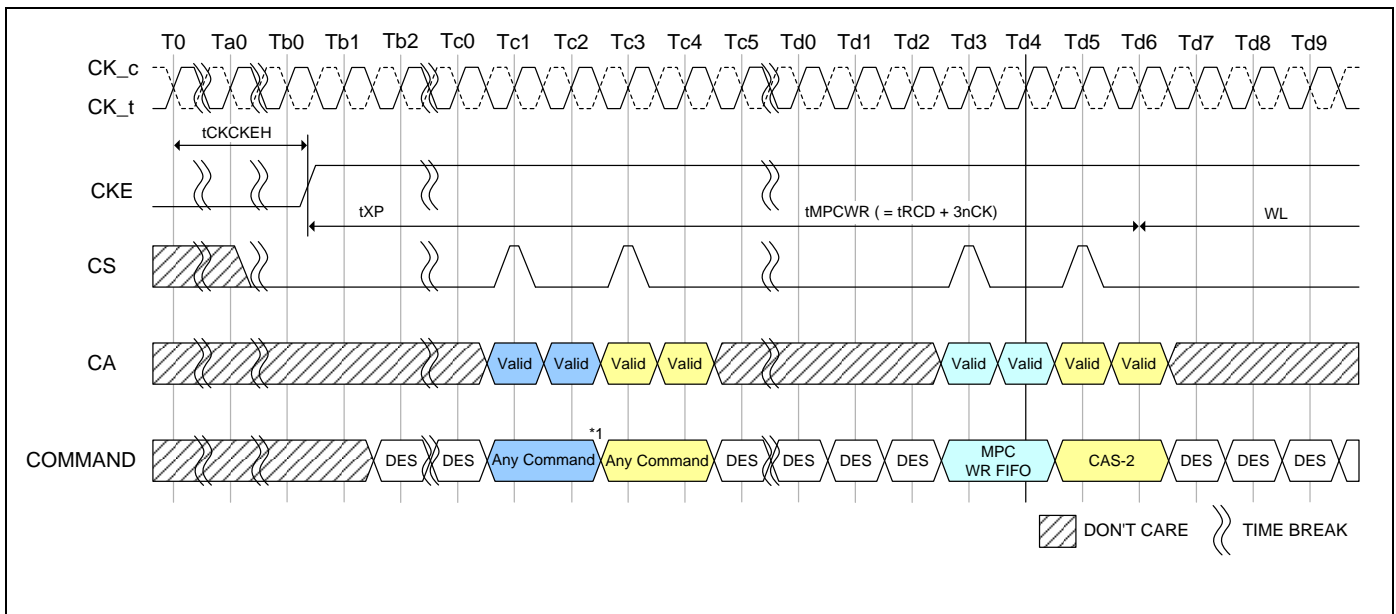 T0 Ta0 Tb0 Tb1 Tb2 Tc0 Tc1 Tc2 Tc3 Tc4 Tc5 Td0 Td1 Td2 Td3 Td4 Td5 Td6 Td7 Td8 Td9
CK_c
CK_t
tCKCKEH
CKE
tXP tMPCWR ( = tRCD + 3nCK) WL
CS
CA Valid Valid Valid Valid Valid Valid Valid Valid
*1
COMMAND DES DES Any Command Any Command DES DES DES DES MPC WR FIFO CAS-2 DES DES DES
DON'T CARE TIME BREAK